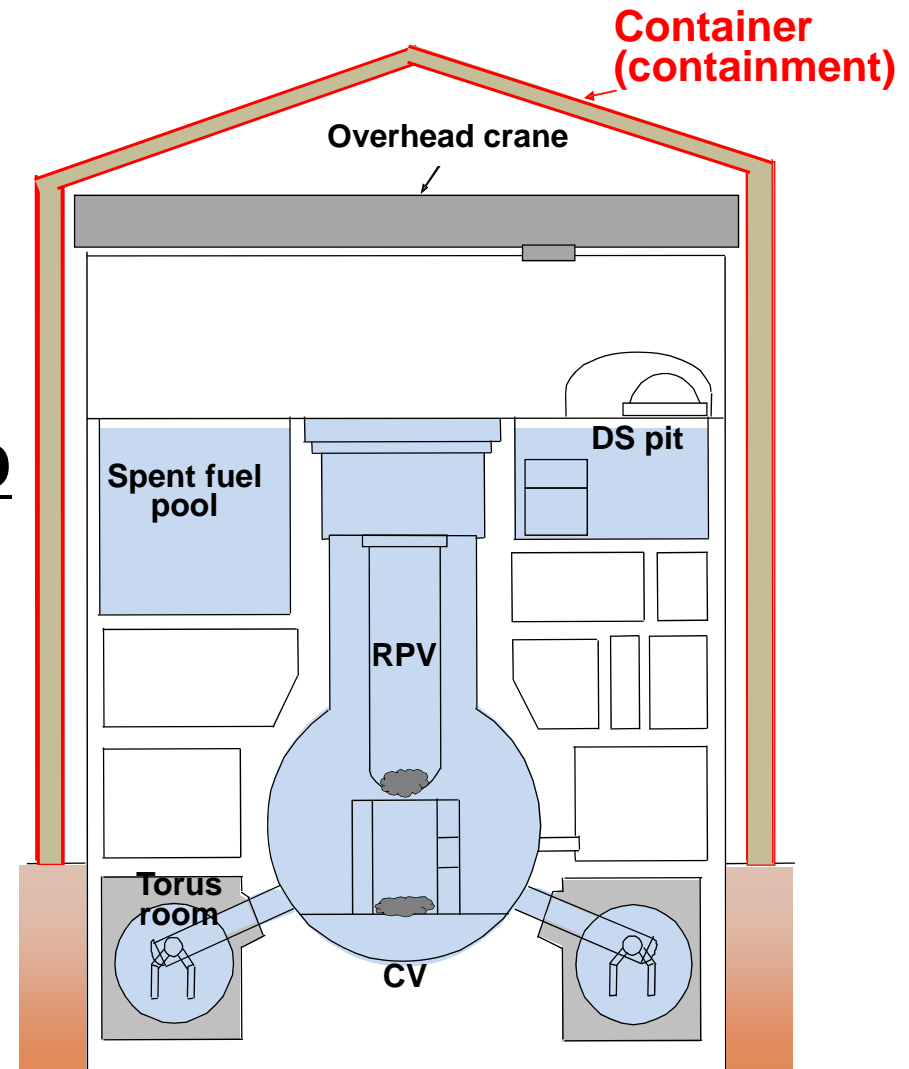 Container
(containment)
Overhead crane
DS pit
Spent fuel
pool
RPV
Torus
room
CV